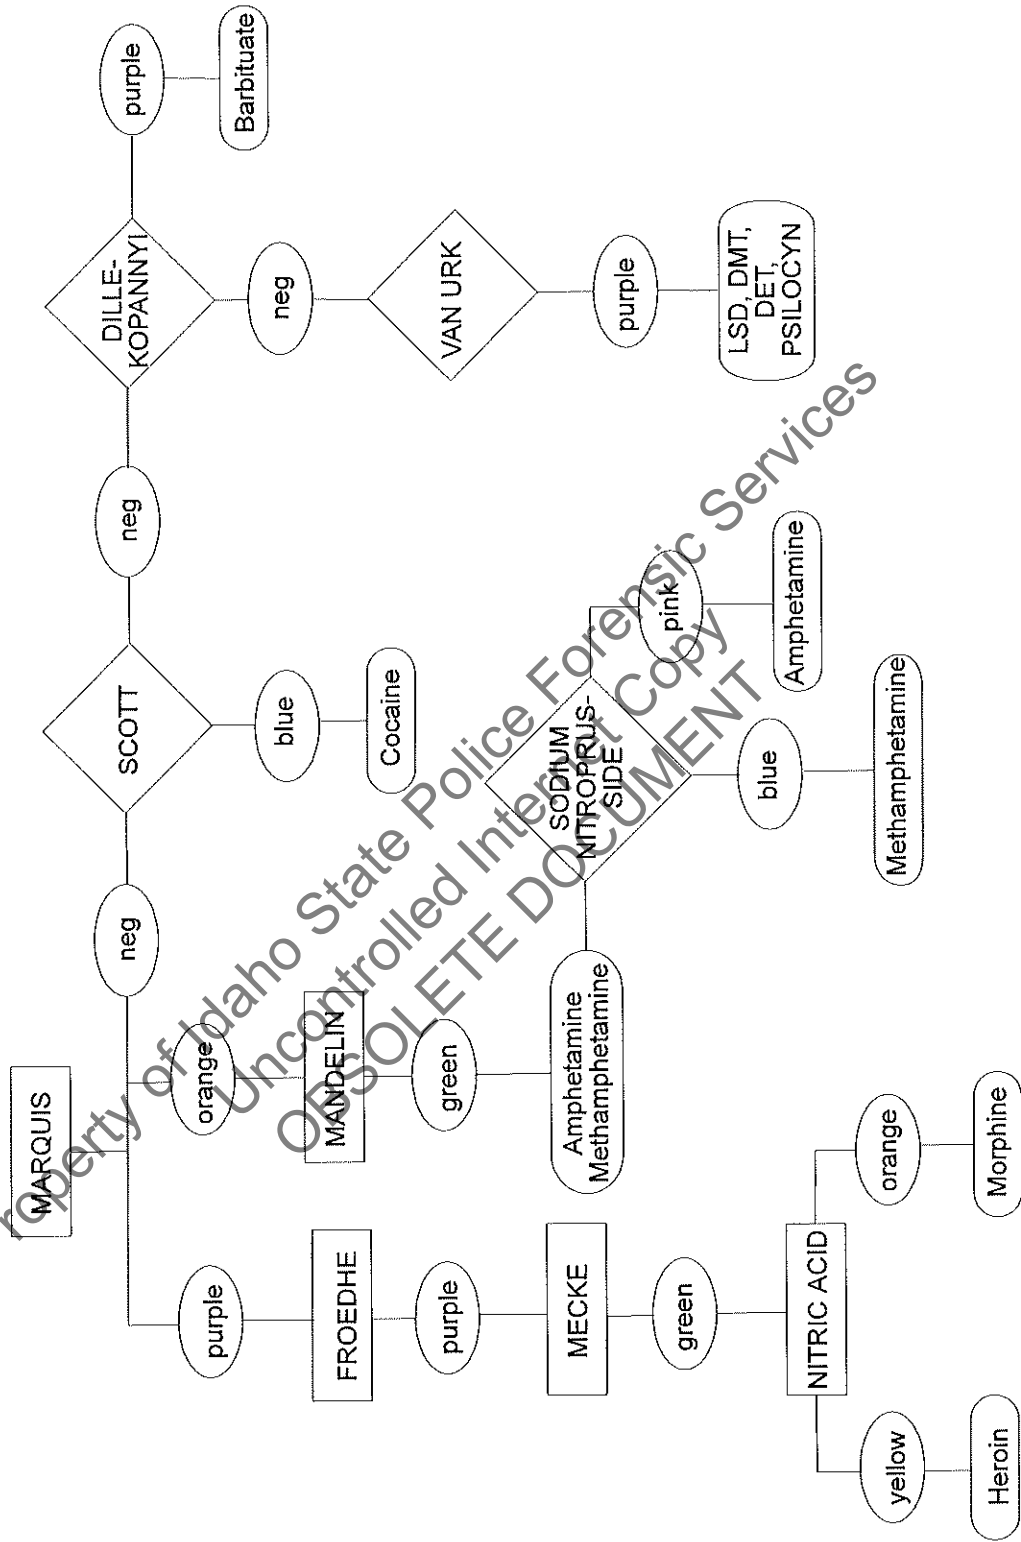 MARQUIS
neg
SCOTT
neg
DILLE-
KOPANNYI
purple
Barbituate
neg
VAN URK
purple
LSD, DMT,
DET,
PSILOCYN
blue
Cocaine
orange
MANDELIN
green
Amphetamine
Methamphetamine
SODIUM
NITROPRUS-
SIDE
pink
Amphetamine
blue
Methamphetamine
purple
FROEDHE
purple
MECKE
green
NITRIC ACID
yellow
Heroin
orange
Morphine
roperty of Idaho State Police Forensic Services
Uncontrolled Internet Copy
OBSOLETE DOCUMENT